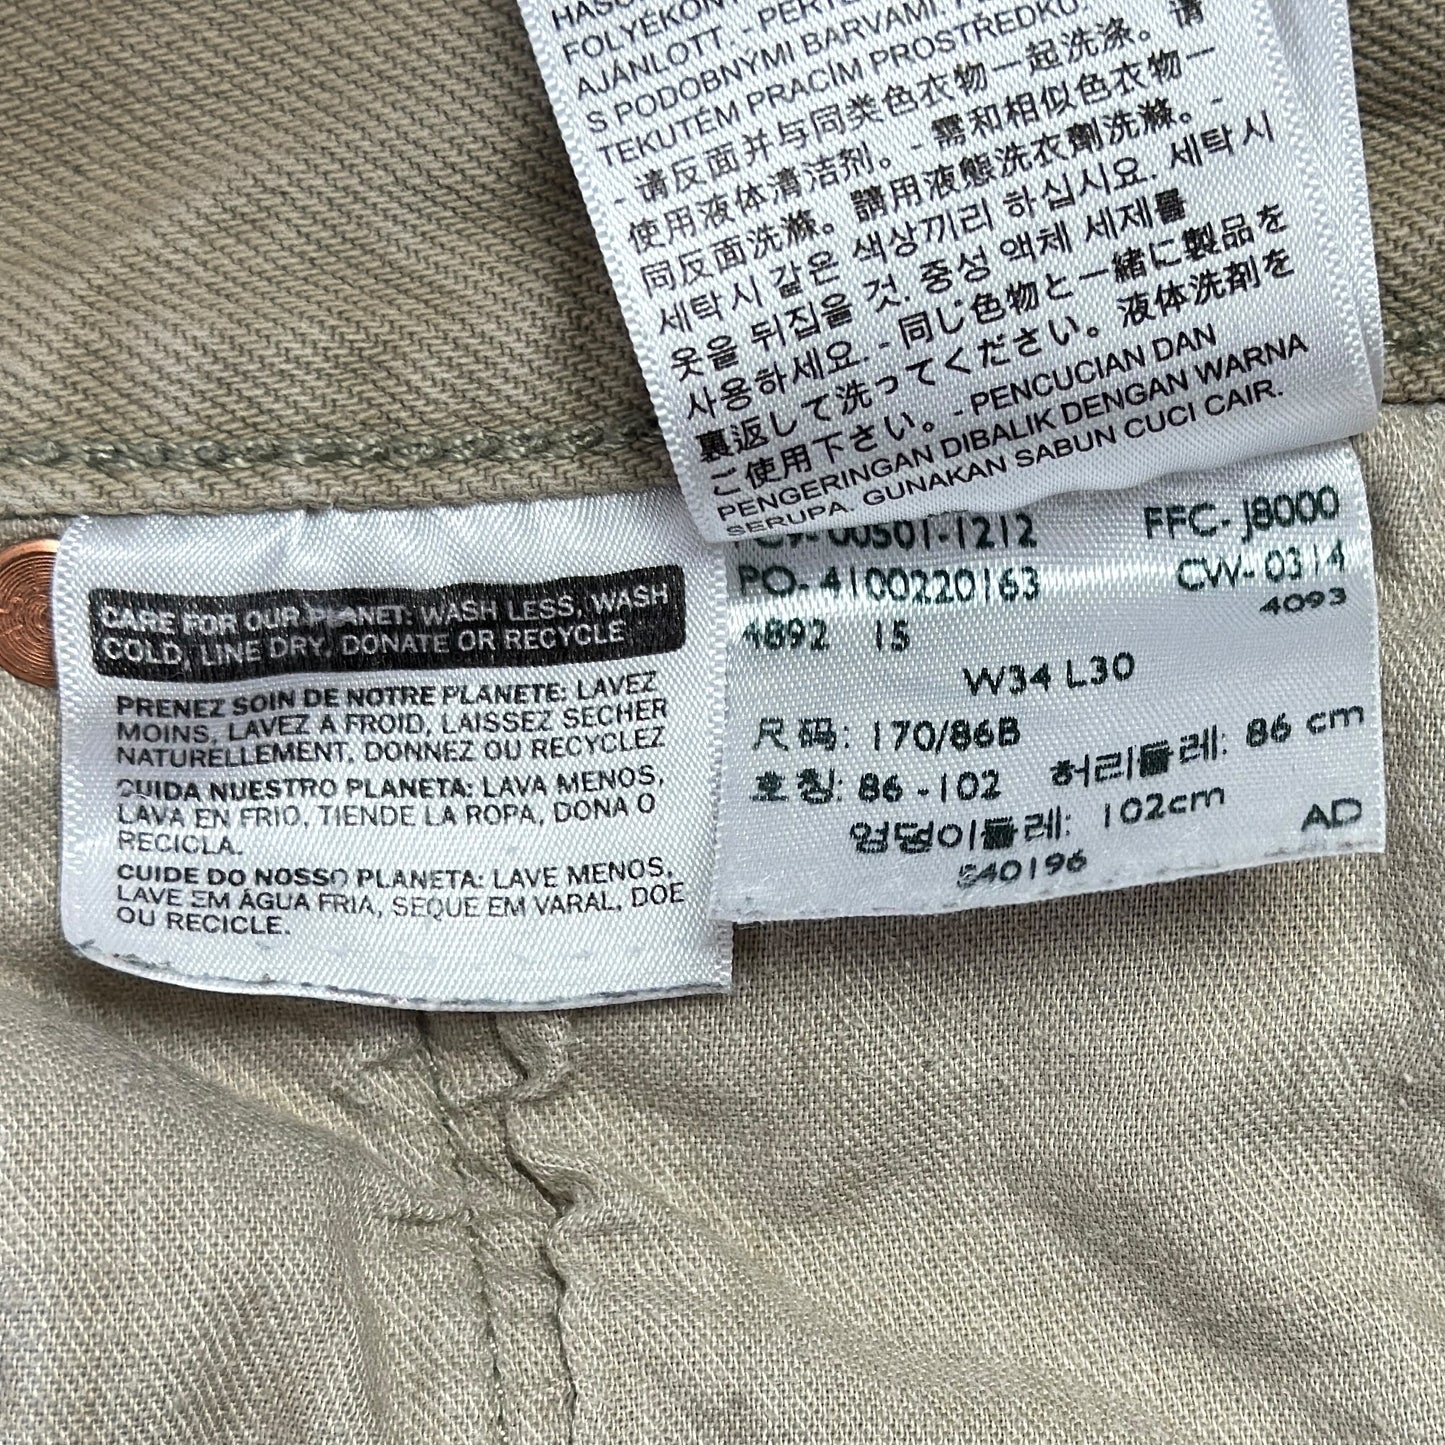 FOLYÉKONY
AJÁNLOTT. - 
S PODOBNÝMI BARVAMI.
TEKUTÉM PRACÍM PROSTŘEDKU.
- 请反面并与同类色衣物一起洗涤。请
使用液体清洁剂。- 需和相似色衣物一
同反面洗滌。請用液態洗衣劑洗滌。-
세탁시 같은 색상끼리 하십시요. 세탁 시
옷을 뒤집을 것. 중성 액체 세제를
사용하세요. - 同じ色物と一緒に製品を
裏返して洗ってください。液体洗剤を
ご使用下さい。- PENCUCIAN DAN
PENGERINGAN DIBALIK DENGAN WARNA
SERUPA. GUNAKAN SABUN CUCI CAIR.
CARE FOR OUR PLANET: WASH LESS, WASH
COLD, LINE DRY, DONATE OR RECYCLE
PRENEZ SOIN DE NOTRE PLANETE: LAVEZ
MOINS, LAVEZ A FROID, LAISSEZ SECHER
NATURELLEMENT, DONNEZ OU RECYCLEZ
CUIDA NUESTRO PLANETA: LAVA MENOS,
LAVA EN FRIO, TIENDE LA ROPA, DONA O
RECICLA.
CUIDE DO NOSSO PLANETA: LAVE MENOS,
LAVE EM ÁGUA FRIA, SEQUE EM VARAL, DOE
OU RECICLE.
00501-1212 FFC-J8000
PO-4100220163 CW-0314
4093
4892 15
W34 L30
尺码: 170/86B
호칭: 86-102 허리둘레: 86 cm
엉덩이둘레: 102cm
AD
540196